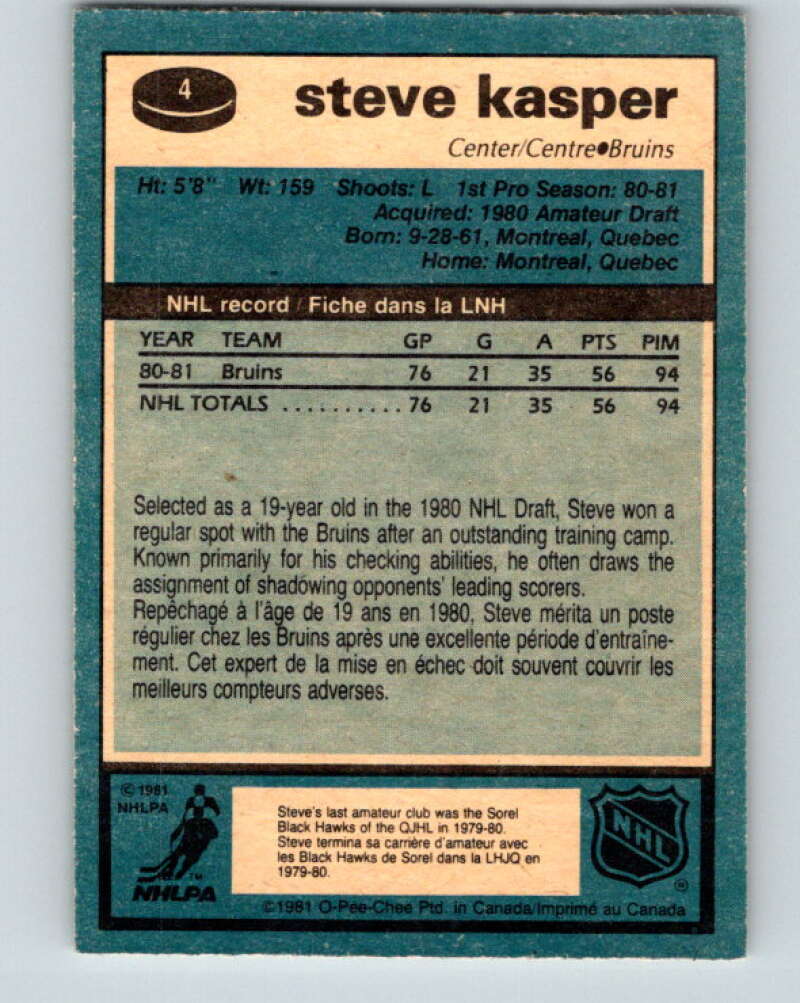 4
steve kasper
Center/Centre●Bruins
Ht: 5'8" Wt: 159 Shoots: L 1st Pro Season: 80-81
Acquired: 1980 Amateur Draft
Born: 9-28-61, Montreal, Quebec
Home: Montreal, Quebec
NHL record / Fiche dans la LNH
YEAR TEAM GP G A PTS PIM
80-81 Bruins 76 21 35 56 94
NHL TOTALS .......... 76 21 35 56 94
Selected as a 19-year old in the 1980 NHL Draft, Steve won a
regular spot with the Bruins after an outstanding training camp.
Known primarily for his checking abilities, he often draws the
assignment of shadowing opponents' leading scorers.
Repêchagé à l'âge de 19 ans en 1980, Steve mérita un poste
régulier chez les Bruins après une excellente période d'entraîne-
ment. Cet expert de la mise en échec doit souvent couvrir les
meilleurs compteurs adverses.
© 1981
NHLPA
TM
NHLPA
Steve's last amateur club was the Sorel
Black Hawks of the QJHL in 1979-80.
Steve termina sa carrière d'amateur avec
les Black Hawks de Sorel dans la LHJQ en
1979-80.
NHL
®
©1981 O-Pee-Chee Ptd. in Canada/Imprimé au Canada